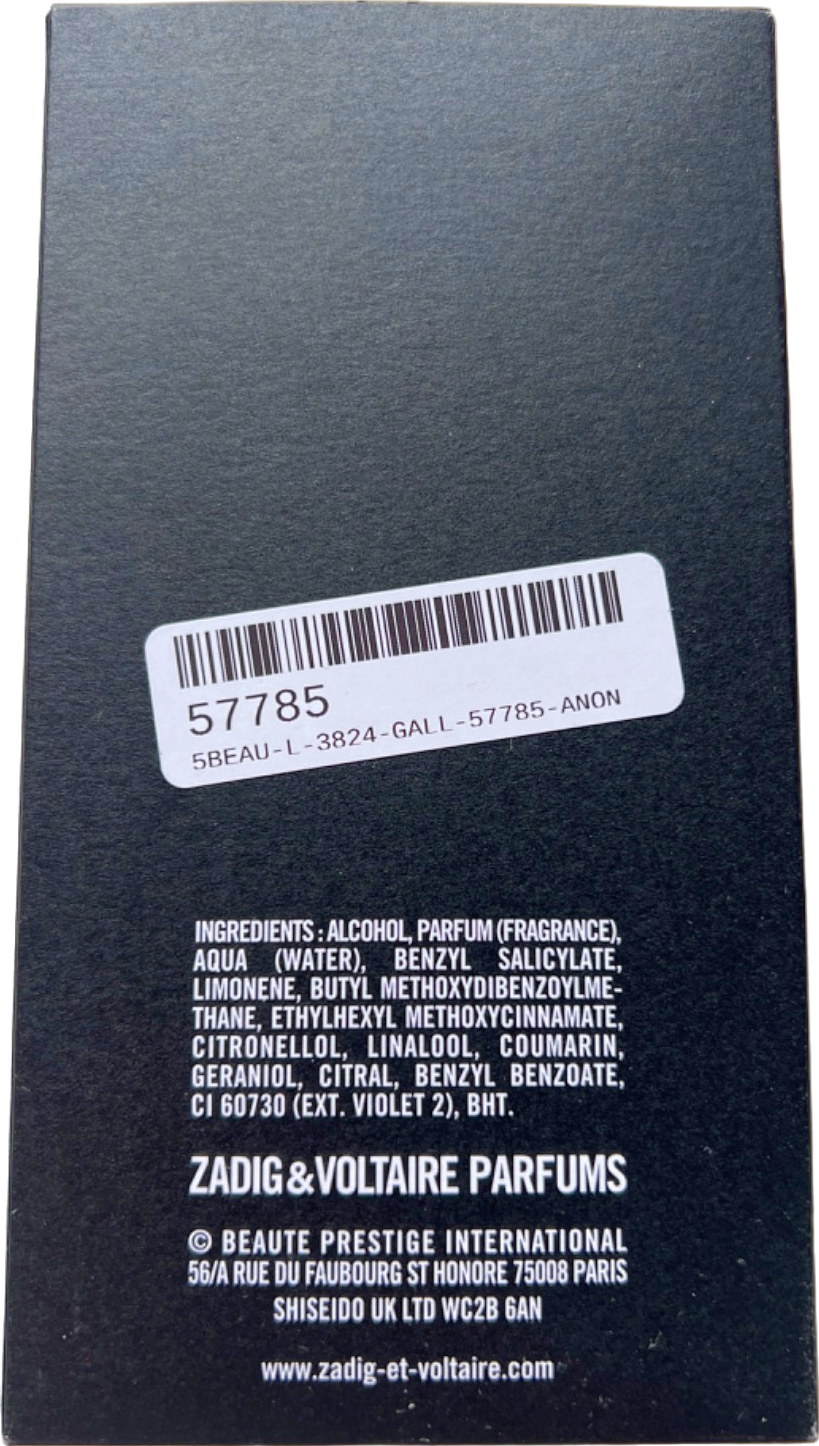 57785
5BEAU-L-3824-GALL-57785-ANON
INGREDIENTS : ALCOHOL, PARFUM (FRAGRANCE),
AQUA (WATER), BENZYL SALICYLATE,
LIMONENE, BUTYL METHOXYDIBENZOYLME-
THANE, ETHYLHEXYL METHOXYCINNAMATE,
CITRONELLOL, LINALOOL, COUMARIN,
GERANIOL, CITRAL, BENZYL BENZOATE,
CI 60730 (EXT. VIOLET 2), BHT.
ZADIG&VOLTAIRE PARFUMS
© BEAUTE PRESTIGE INTERNATIONAL
56/A RUE DU FAUBOURG ST HONORE 75008 PARIS
SHISEIDO UK LTD WC2B 6AN
www.zadig-et-voltaire.com